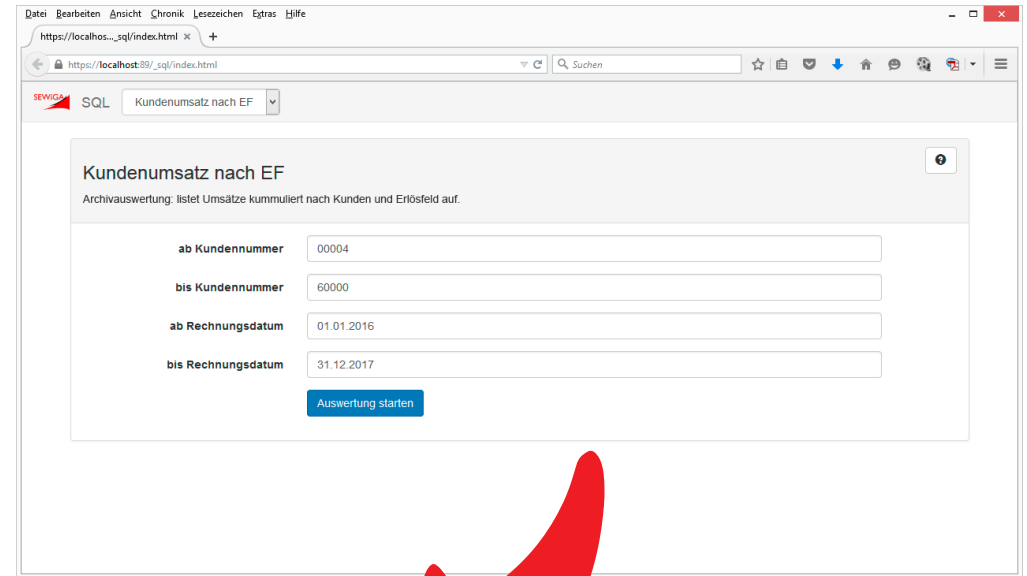 Datei Bearbeiten Ansicht Chronik Lesezeichen Extras Hilfe
https://localhos..._sql/index.html × +
https://localhost:89/_sql/index.html Suchen
SEWiGA SQL Kundenumsatz nach EF
Kundenumsatz nach EF
Archivauswertung: listet Umsätze kummuliert nach Kunden und Erlösfeld auf.
ab Kundennummer 00004
bis Kundennummer 60000
ab Rechnungsdatum 01.01.2016
bis Rechnungsdatum 31.12.2017
Auswertung starten